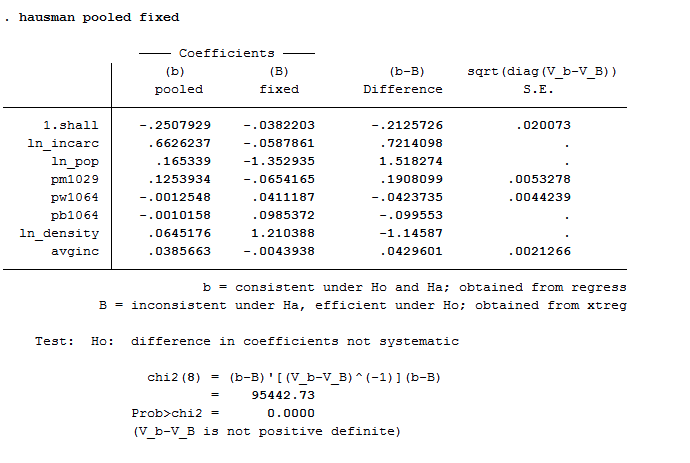 . hausman pooled fixed
Coefficients
(b) (B) (b-B) sqrt(diag(V_b-V_B))
pooled fixed Difference S.E.
1.shall -.2507929 -.0382203 -.2125726 .020073
ln_incarc .6626237 -.0587861 .7214098 .
ln_pop .165339 -1.352935 1.518274 .
pm1029 .1253934 -.0654165 .1908099 .0053278
pw1064 -.0012548 .0411187 -.0423735 .0044239
pb1064 -.0010158 .0985372 -.099553 .
ln_density .0645176 1.210388 -1.14587 .
avginc .0385663 -.0043938 .0429601 .0021266
b = consistent under Ho and Ha; obtained from regress
B = inconsistent under Ha, efficient under Ho; obtained from xtreg
Test: Ho: difference in coefficients not systematic
chi2(8) = (b-B)'[(V_b-V_B)^(-1)](b-B)
= 95442.73
Prob>chi2 = 0.0000
(V_b-V_B is not positive definite)